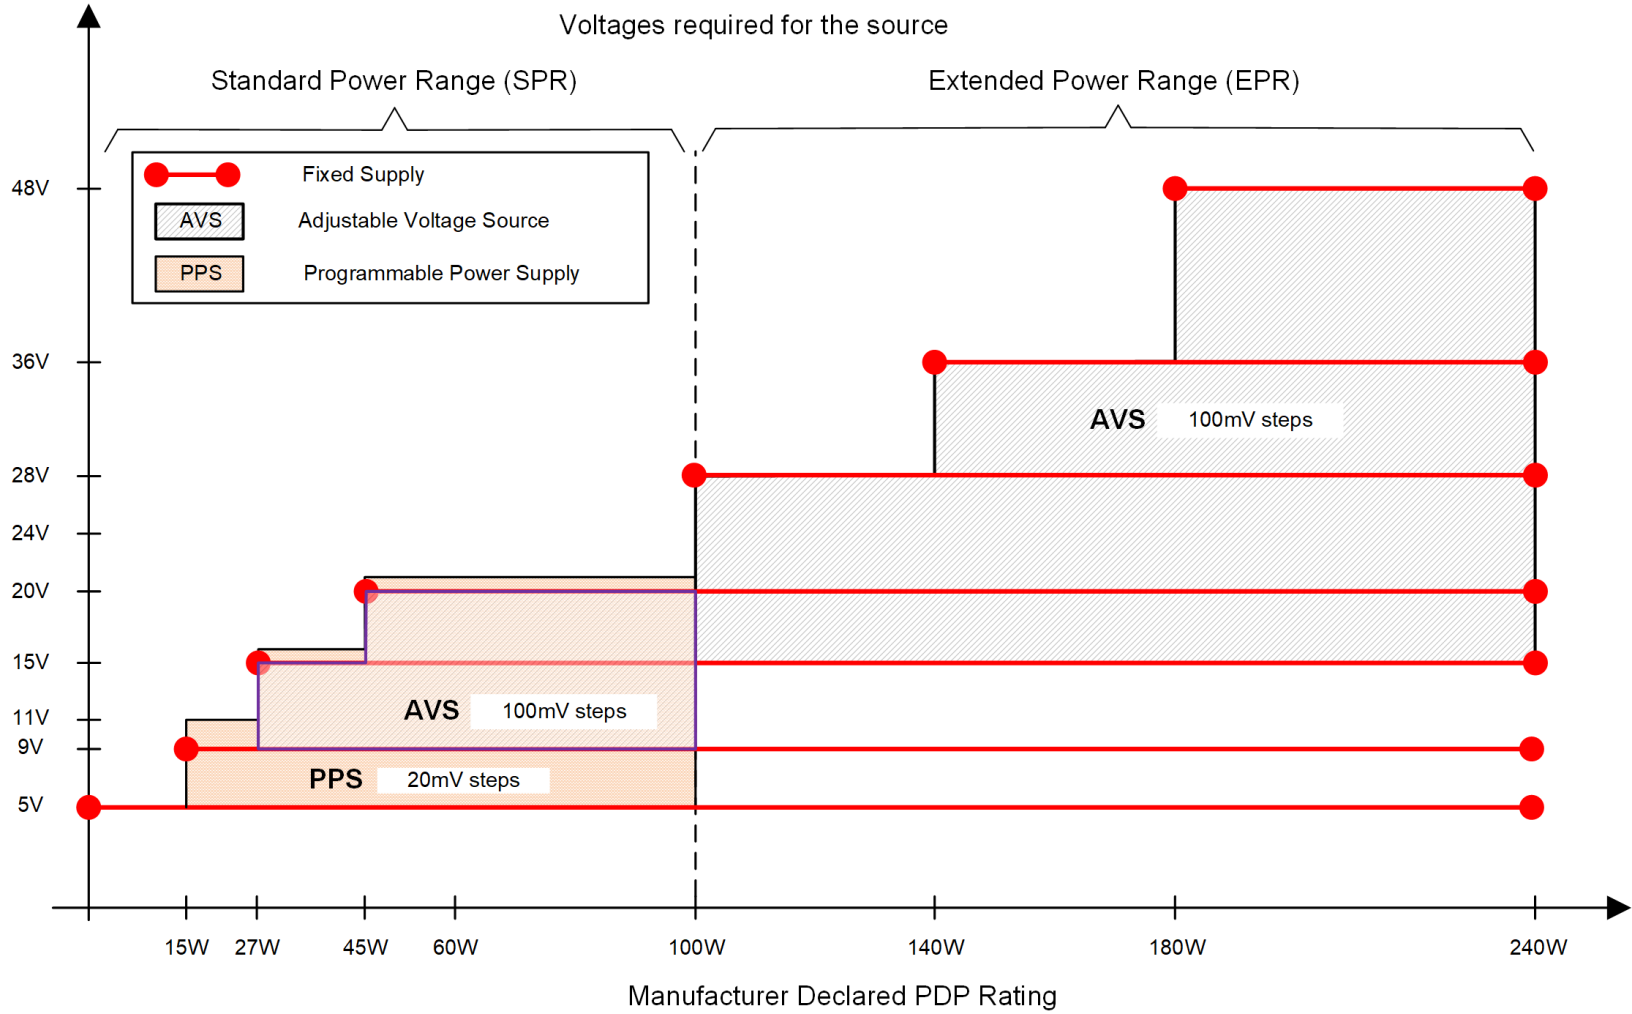 Voltages required for the source
Standard Power Range (SPR)
Extended Power Range (EPR)
Fixed Supply
AVS
Adjustable Voltage Source
PPS
Programmable Power Supply
48V
36V
28V
24V
20V
15V
11V
9V
5V
AVS
100mV steps
AVS
100mV steps
PPS
20mV steps
15W
27W
45W
60W
100W
140W
180W
240W
Manufacturer Declared PDP Rating